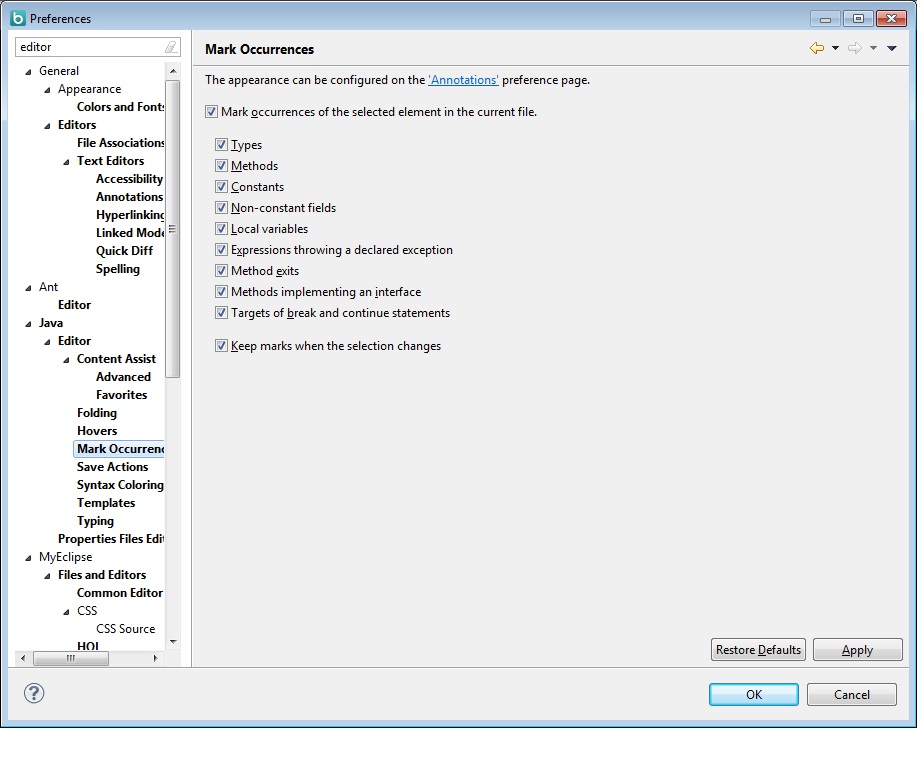 Preferences
editor
General
Appearance
Colors and Fonts
Editors
File Associations
Text Editors
Accessibility
Annotations
Hyperlinking
Linked Mode
Quick Diff
Spelling
Ant
Editor
Java
Editor
Content Assist
Advanced
Favorites
Folding
Hovers
Mark Occurrenc
Save Actions
Syntax Coloring
Templates
Typing
Properties Files Edit
MyEclipse
Files and Editors
Common Editor
CSS
CSS Source
HQL
Mark Occurrences
The appearance can be configured on the 'Annotations' preference page.
Mark occurrences of the selected element in the current file.
Types
Methods
Constants
Non-constant fields
Local variables
Expressions throwing a declared exception
Method exits
Methods implementing an interface
Targets of break and continue statements
Keep marks when the selection changes
Restore Defaults Apply
OK Cancel